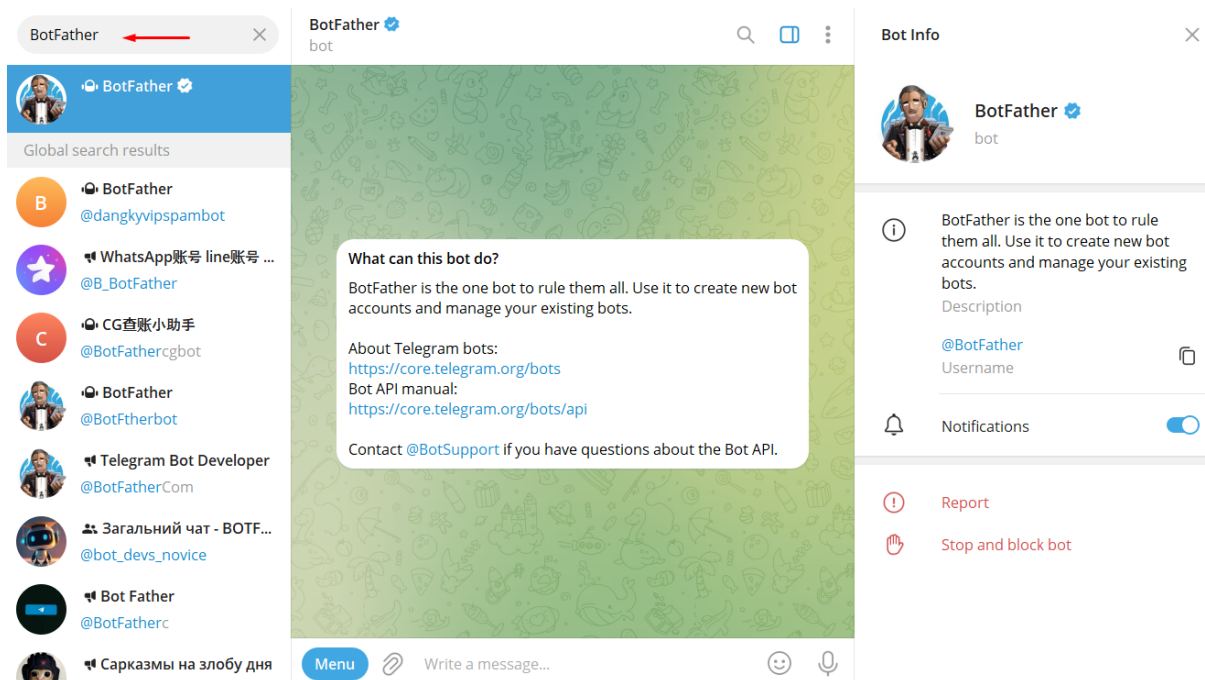 BotFather
BotFather
Global search results
B
BotFather
@dangkyvipspambot
WhatsApp账号 line账号 ...
@B_BotFather
C
CG查账小助手
@BotFathercgbot
BotFather
@BotFtherbot
Telegram Bot Developer
@BotFatherCom
Загальний чат - BOTF...
@bot_devs_novice
Bot Father
@BotFatherc
Сарказмы на злобу дня
BotFather
bot
What can this bot do?
BotFather is the one bot to rule them all. Use it to create new bot
accounts and manage your existing bots.
About Telegram bots:
https://core.telegram.org/bots
Bot API manual:
https://core.telegram.org/bots/api
Contact @BotSupport if you have questions about the Bot API.
Menu
Write a message...
Bot Info
BotFather
bot
BotFather is the one bot to rule
them all. Use it to create new bot
accounts and manage your existing
bots.
Description
@BotFather
Username
Notifications
Report
Stop and block bot